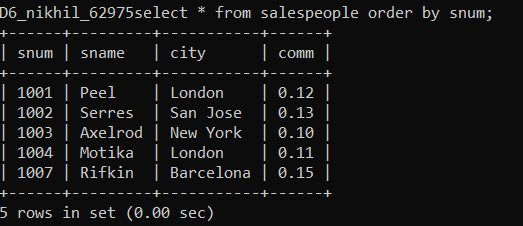 D6_nikhil_62975select * from salespeople order by snum;
+------+---------+-----------+------+
| snum | sname   | city      | comm |
+------+---------+-----------+------+
| 1001 | Peel    | London    | 0.12 |
| 1002 | Serres  | San Jose  | 0.13 |
| 1003 | Axelrod | New York  | 0.10 |
| 1004 | Motika  | London    | 0.11 |
| 1007 | Rifkin  | Barcelona | 0.15 |
+------+---------+-----------+------+
5 rows in set (0.00 sec)